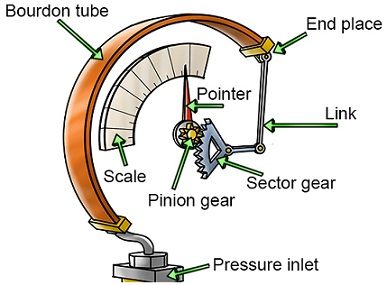 Bourdon tube
End place
Pointer
Link
Scale
Pinion gear
Sector gear
Pressure inlet